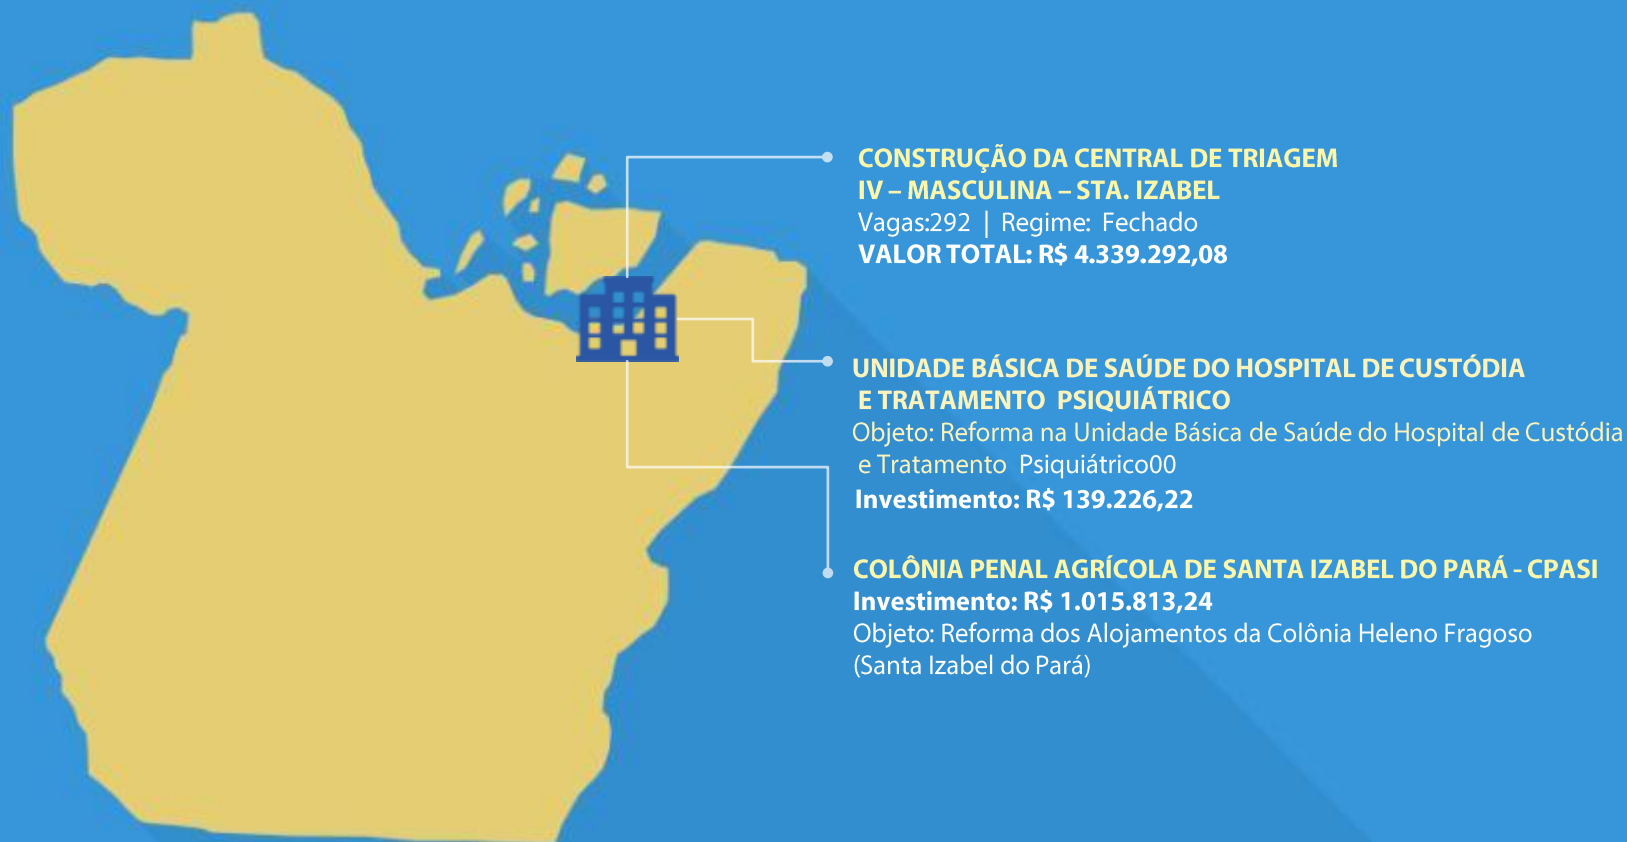 CONSTRUÇÃO DA CENTRAL DE TRIAGEM
IV – MASCULINA – STA. IZABEL
Vagas:292 | Regime: Fechado
VALOR TOTAL: R$ 4.339.292,08
UNIDADE BÁSICA DE SAÚDE DO HOSPITAL DE CUSTÓDIA
E TRATAMENTO PSIQUIÁTRICO
Objeto: Reforma na Unidade Básica de Saúde do Hospital de Custódia
e Tratamento Psiquiátrico00
Investimento: R$ 139.226,22
COLÔNIA PENAL AGRÍCOLA DE SANTA IZABEL DO PARÁ - CPASI
Investimento: R$ 1.015.813,24
Objeto: Reforma dos Alojamentos da Colônia Heleno Fragoso
(Santa Izabel do Pará)